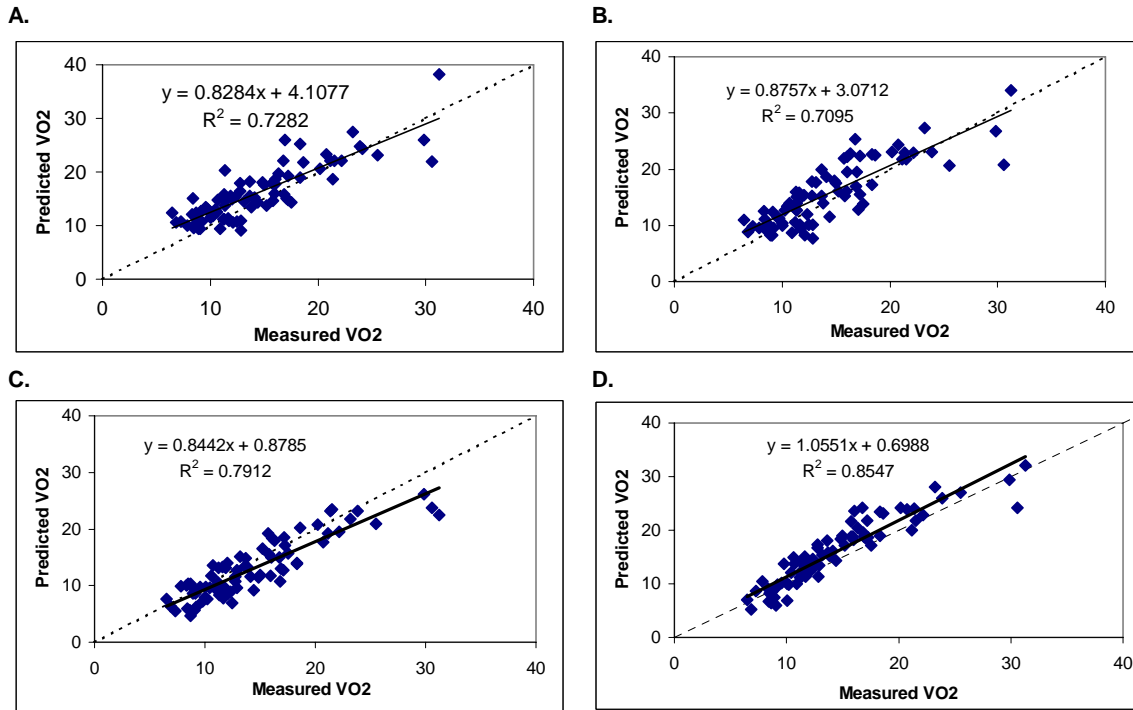 A.
B.
40
30
20
10
0
0
10
20
30
40
Predicted VO2
Measured VO2
y = 0.8284x + 4.1077
R² = 0.7282
40
30
20
10
0
0
10
20
30
40
Predicted VO2
Measured VO2
y = 0.8757x + 3.0712
R² = 0.7095
C.
D.
40
30
20
10
0
0
10
20
30
40
Predicted VO2
Measured VO2
y = 0.8442x + 0.8785
R² = 0.7912
40
30
20
10
0
0
10
20
30
40
Predicted VO2
Measured VO2
y = 1.0551x + 0.6988
R² = 0.8547